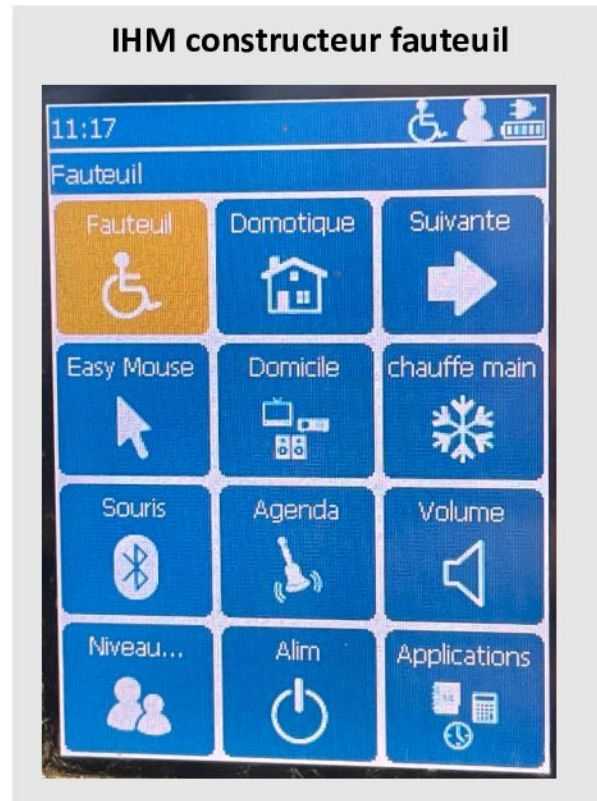 IHM constructeur fauteuil
11:17
Fauteuil
Fauteuil Domotique Suivante
Easy Mouse Domicile chauffe main
Souris Agenda Volume
Niveau... Alim Applications